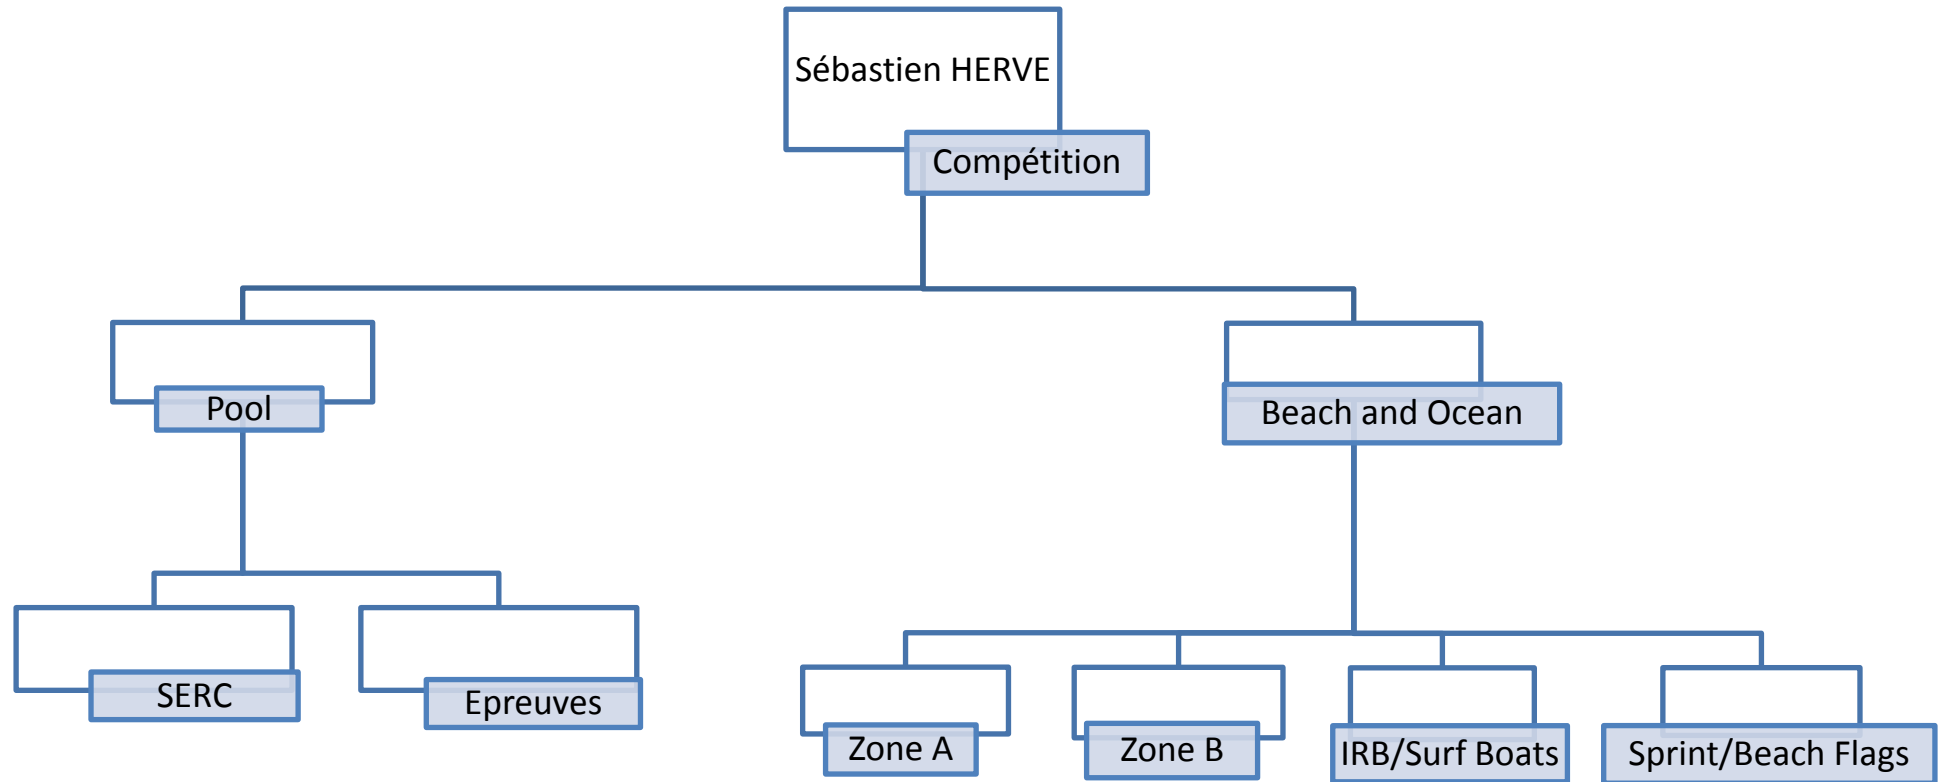 Sébastien HERVE
Compétition
Pool
Beach and Ocean
SERC
Epreuves
Zone A
Zone B
IRB/Surf Boats
Sprint/Beach Flags